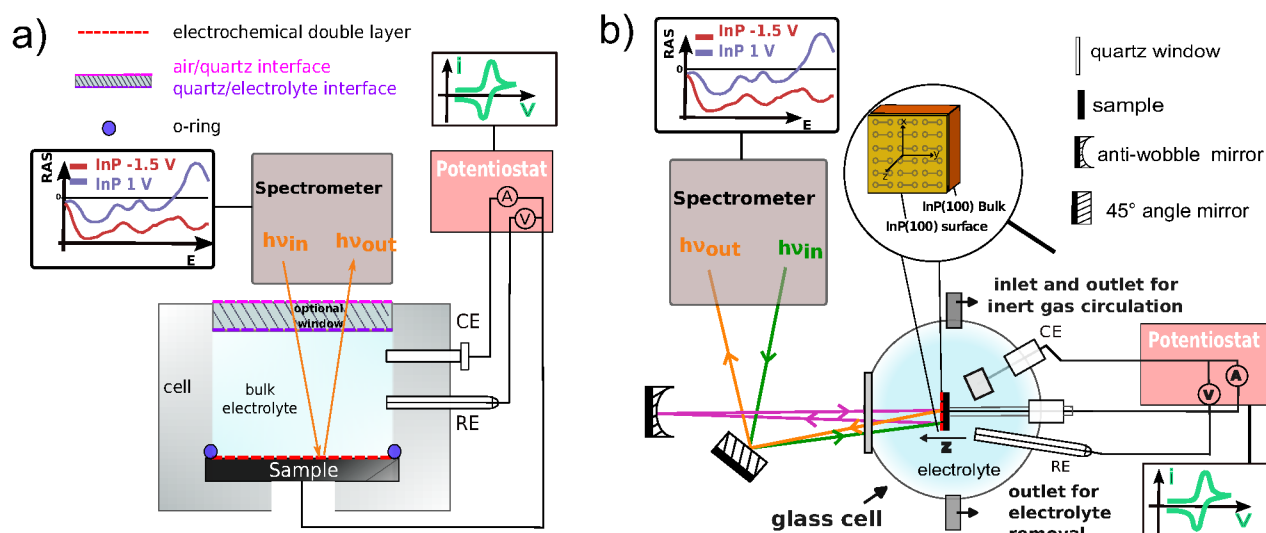 a)
electrochemical double layer
air/quartz interface
quartz/electrolyte interface
o-ring
i
V
RAS
InP -1.5 V
InP 1 V
0
E
Spectrometer
hνin
hνout
Potentiostat
A
V
optional
window
CE
cell
bulk
electrolyte
RE
Sample
b)
RAS
InP -1.5 V
InP 1 V
0
E
quartz window
sample
anti-wobble mirror
45° angle mirror
x
y
z
InP(100) Bulk
InP(100) surface
Spectrometer
hνout
hνin
inlet and outlet for
inert gas circulation
CE
Potentiostat
V
A
z
electrolyte
RE
glass cell
outlet for
electrolyte
removal
i
V